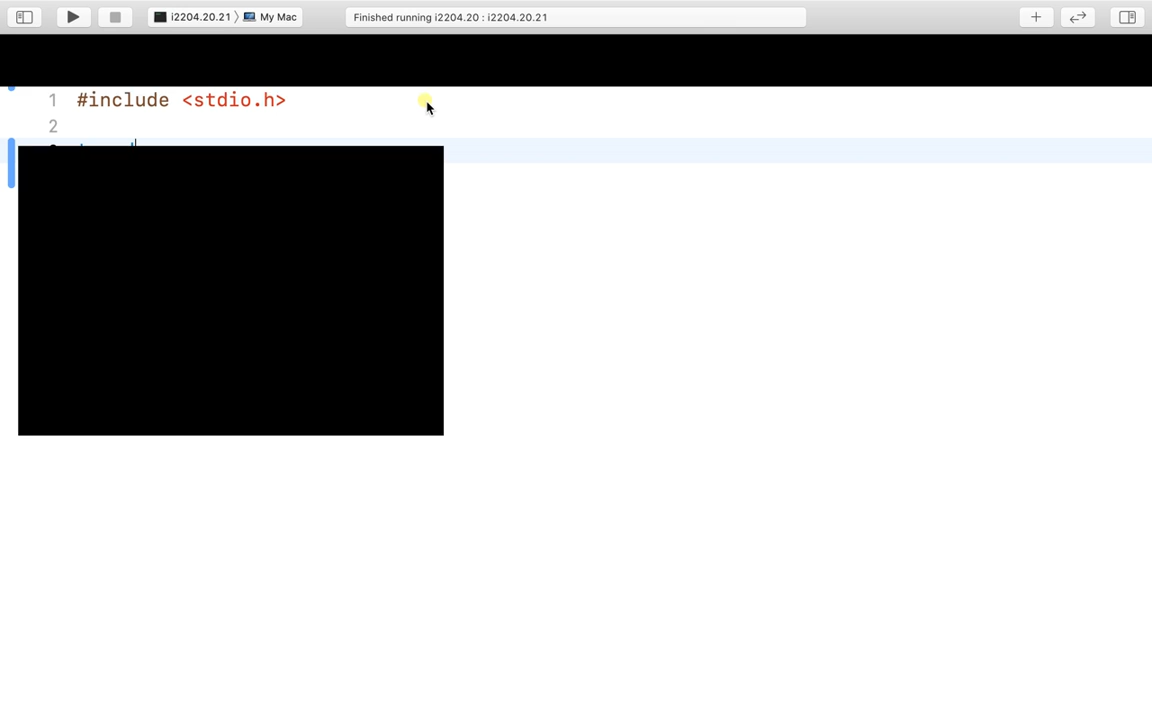 i2204.20.21 〉 My Mac
Finished running i2204.20 : i2204.20.21
1 #include <stdio.h>
2